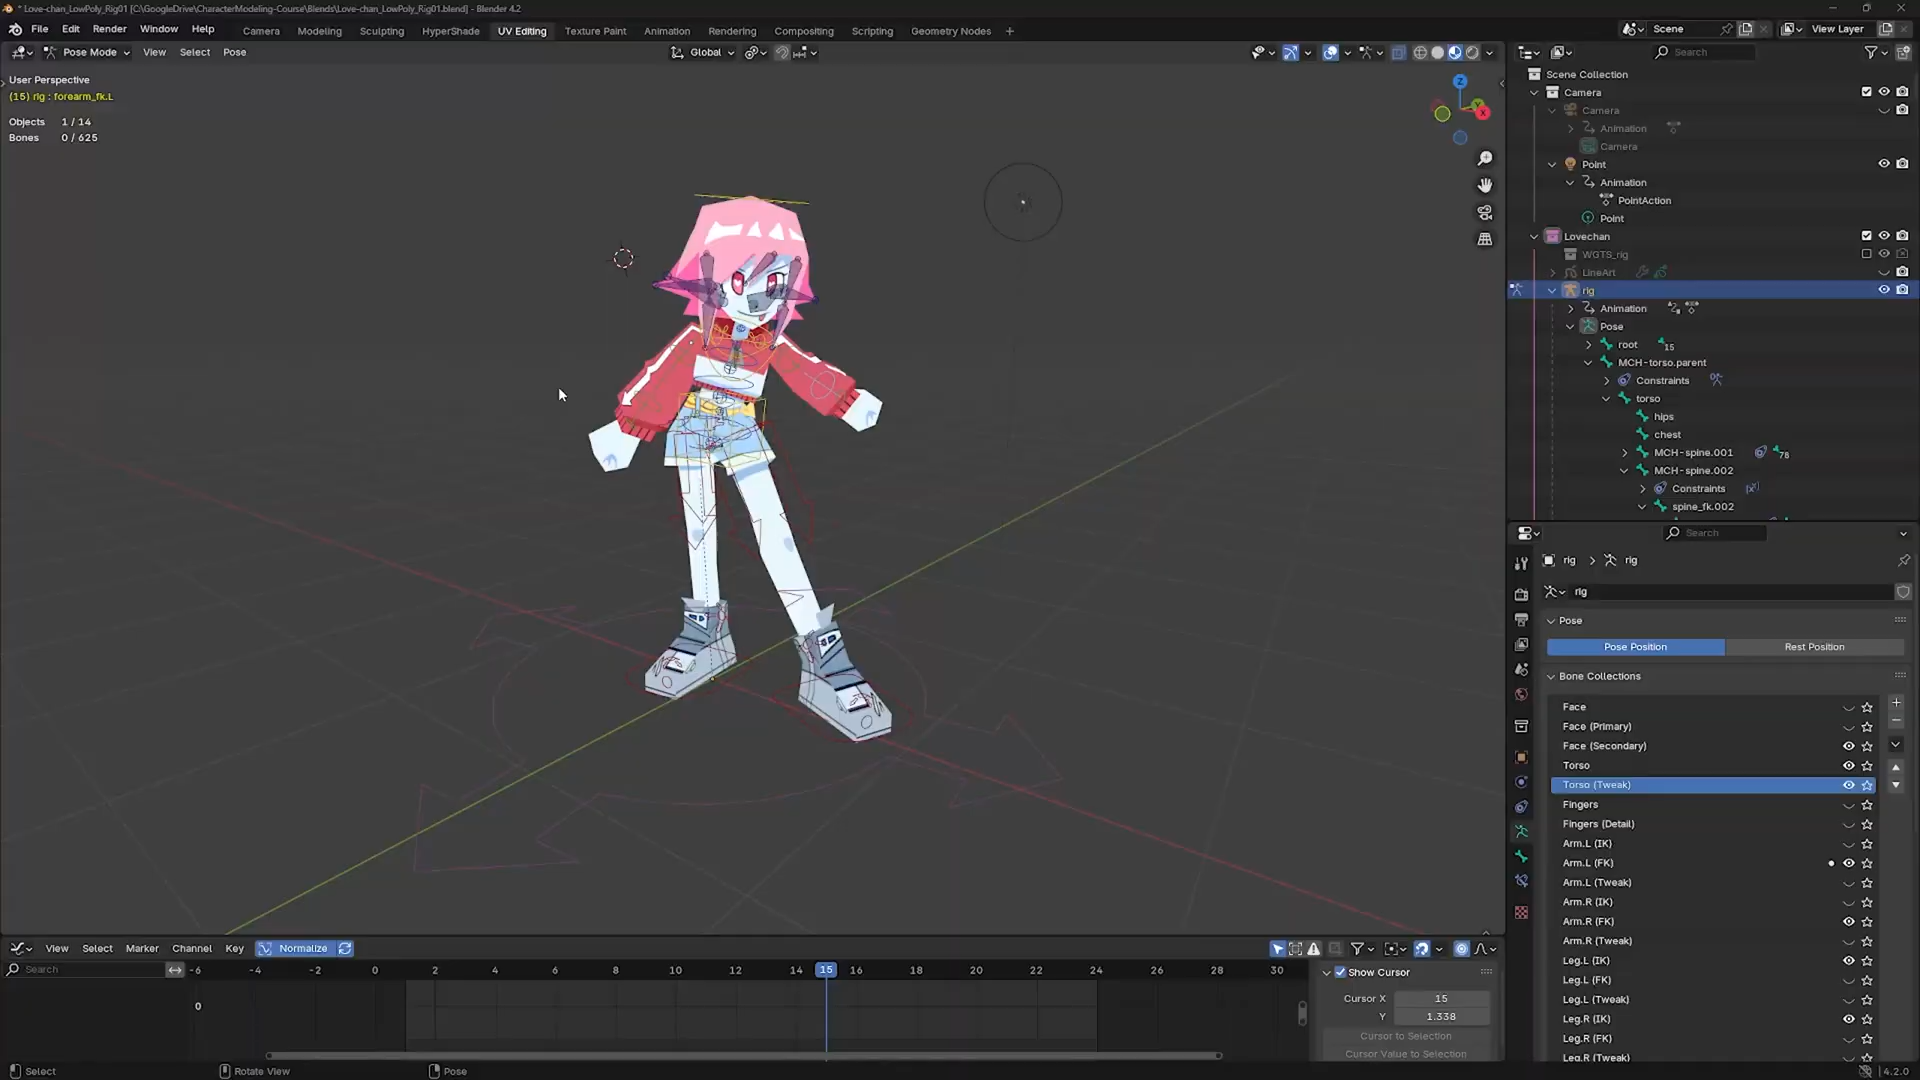 * Love-chan_LowPoly_Rig01 [C:\GoogleDrive\CharacterModeling-Course\Blends\Love-chan_LowPoly_Rig01.blend] - Blender 4.2
File Edit Render Window Help
Camera Modeling Sculpting HyperShade UV Editing Texture Paint Animation Rendering Compositing Scripting Geometry Nodes +
Scene
View Layer
Pose Mode View Select Pose
Global
Search
User Perspective
(15) rig : forearm_fk.L
Objects 1 / 14
Bones 0 / 625
Z
X
Scene Collection
Camera
Camera
Animation
Camera
Point
Animation
PointAction
Point
Lovechan
WGTS_rig
LineArt
rig
Animation
Pose
root 15
MCH-torso.parent
Constraints
torso
hips
chest
MCH-spine.001 78
MCH-spine.002
Constraints
spine_fk.002
Search
rig > rig
rig
Pose
Pose Position Rest Position
Bone Collections
Face
Face (Primary)
Face (Secondary)
Torso
Torso (Tweak)
Fingers
Fingers (Detail)
Arm.L (IK)
Arm.L (FK)
Arm.L (Tweak)
Arm.R (IK)
Arm.R (FK)
Arm.R (Tweak)
Leg.L (IK)
Leg.L (FK)
Leg.L (Tweak)
Leg.R (IK)
Leg.R (FK)
Leg.R (Tweak)
View Select Marker Channel Key Normalize
Search
-6 -4 -2 0 2 4 6 8 10 12 14 15 16 18 20 22 24 26 28 30
0
Show Cursor
Cursor X 15
Y 1.338
Cursor to Selection
Cursor Value to Selection
Select Rotate View Pose 4.2.0